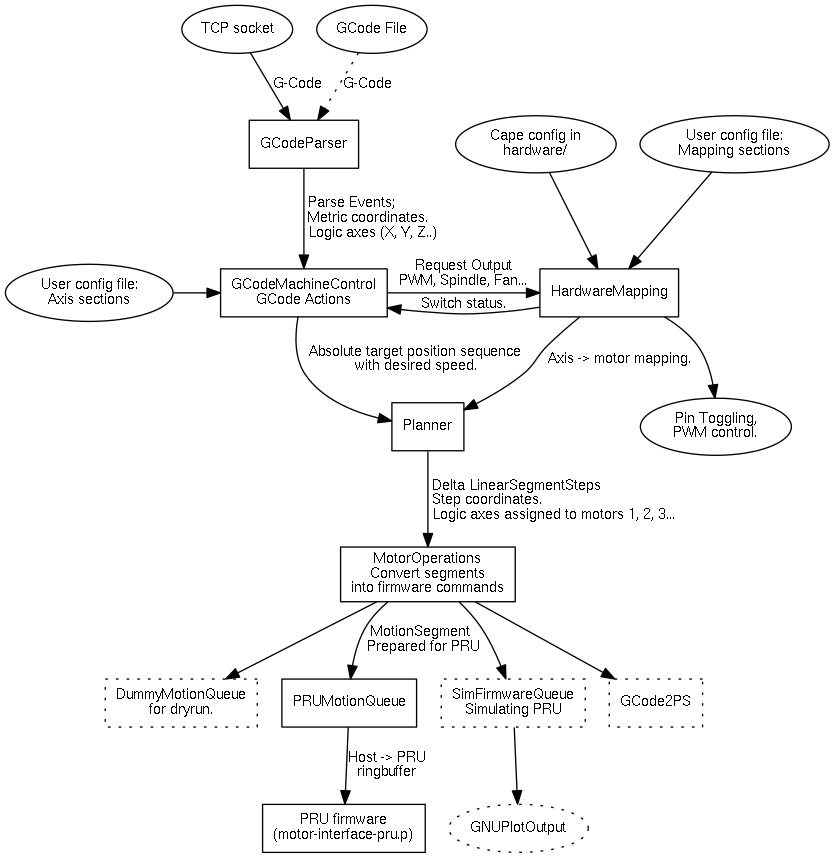 TCP socket
GCode File
G-Code
G-Code
GCodeParser
Cape config in
hardware/
User config file:
Mapping sections
Parse Events;
Metric coordinates.
Logic axes (X, Y, Z..)
User config file:
Axis sections
GCodeMachineControl
GCode Actions
Request Output
PWM, Spindle, Fan...
Switch status.
HardwareMapping
Absolute target position sequence
with desired speed.
Axis -> motor mapping.
Planner
Pin Toggling,
PWM control.
Delta LinearSegmentSteps
Step coordinates.
Logic axes assigned to motors 1, 2, 3...
MotorOperations
Convert segments
into firmware commands
MotionSegment
Prepared for PRU
DummyMotionQueue
for dryrun.
PRUMotionQueue
SimFirmwareQueue
Simulating PRU
GCode2PS
Host -> PRU
ringbuffer
PRU firmware
(motor-interface-pru.p)
GNUPlotOutput